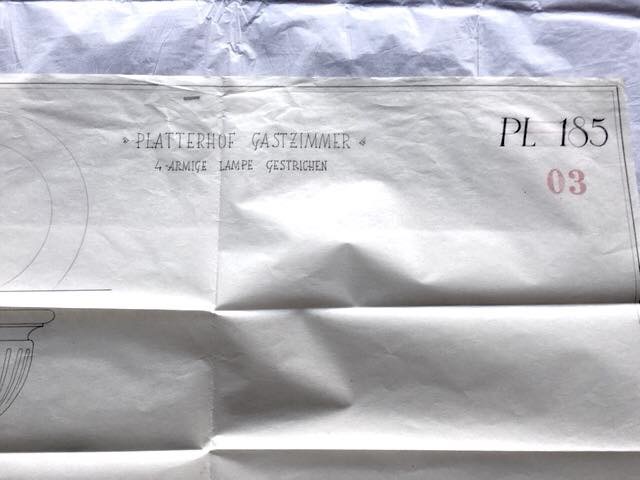 » PLATTERHOF GASTZIMMER «
4-ARMIGE LAMPE GESTRICHEN
PL 185
03